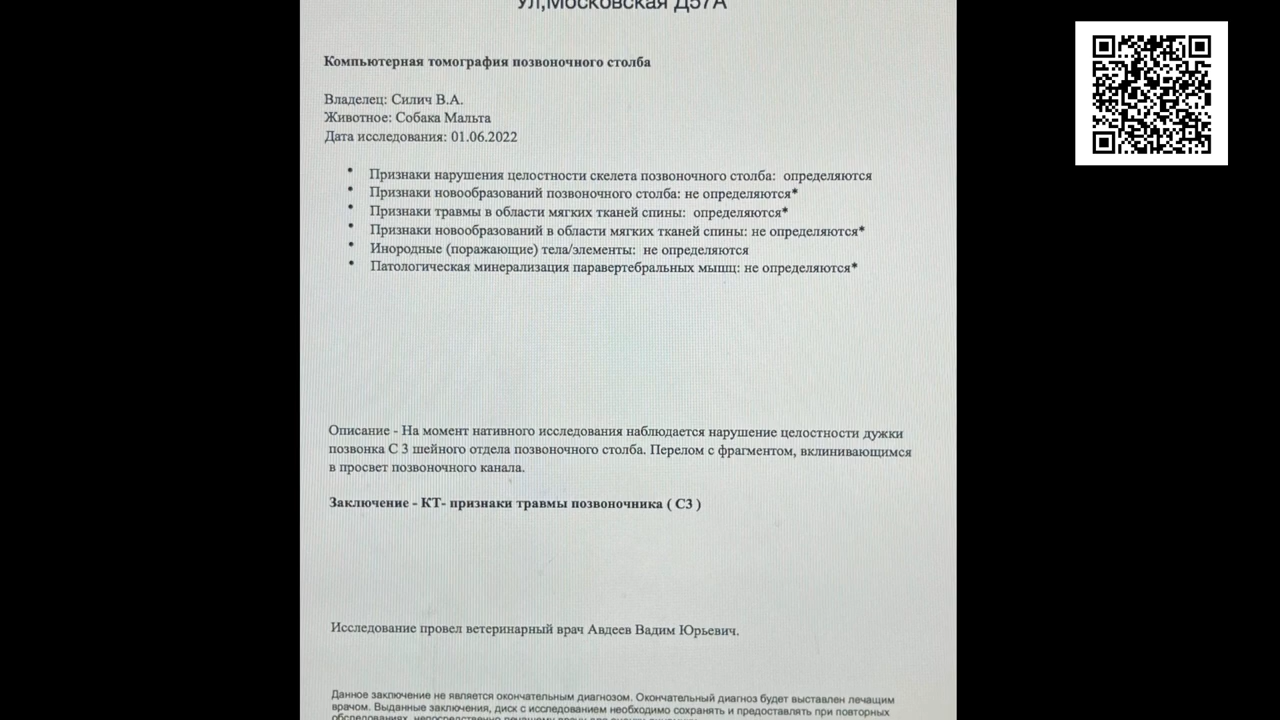 Ул,Московская Д57А
Компьютерная томография позвоночного столба
Владелец: Силич В.А.
Животное: Собака Мальта
Дата исследования: 01.06.2022
• Признаки нарушения целостности скелета позвоночного столба: определяются
• Признаки новообразований позвоночного столба: не определяются*
• Признаки травмы в области мягких тканей спины: определяются*
• Признаки новообразований в области мягких тканей спины: не определяются*
• Инородные (поражающие) тела/элементы: не определяются
• Патологическая минерализация паравертебральных мышц: не определяются*
Описание - На момент нативного исследования наблюдается нарушение целостности дужки
позвонка С 3 шейного отдела позвоночного столба. Перелом с фрагментом, вклинивающимся
в просвет позвоночного канала.
Заключение - КТ- признаки травмы позвоночника ( С3 )
Исследование провел ветеринарный врач Авдеев Вадим Юрьевич.
Данное заключение не является окончательным диагнозом. Окончательный диагноз будет выставлен лечащим
врачом. Выданные заключения, диск с исследованием необходимо сохранять и предоставлять при повторных